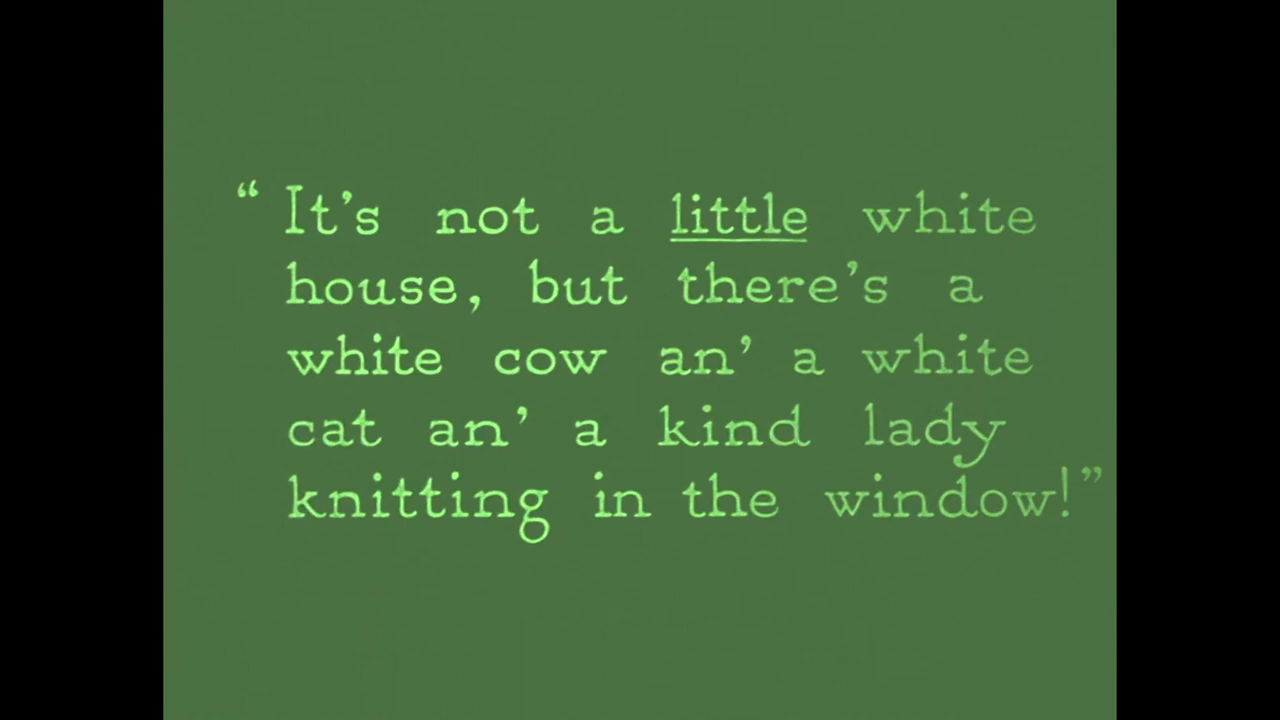 “ It’s not a little white
house, but there’s a
white cow an’ a white
cat an’ a kind lady
knitting in the window!”